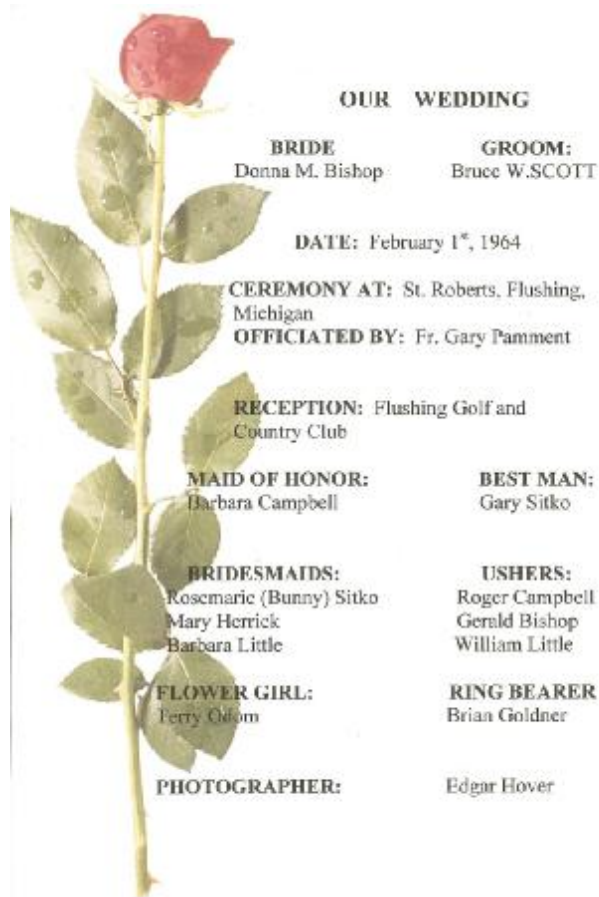 OUR WEDDING
BRIDE GROOM:
Donna M. Bishop Bruce W.SCOTT
DATE: February 1st, 1964
CEREMONY AT: St. Roberts, Flushing,
Michigan
OFFICIATED BY: Fr. Gary Pamment
RECEPTION: Flushing Golf and
Country Club
MAID OF HONOR: BEST MAN:
Barbara Campbell Gary Sitko
BRIDESMAIDS: USHERS:
Rosemarie (Bunny) Sitko Roger Campbell
Mary Herrick Gerald Bishop
Barbara Little William Little
FLOWER GIRL: RING BEARER
Terry Odom Brian Goldner
PHOTOGRAPHER: Edgar Hover